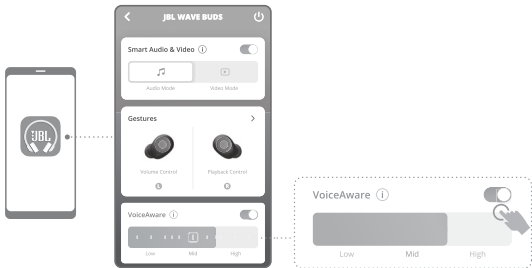 JBL WAVE BUDS
Smart Audio & Video i
Audio Mode Video Mode
JBL
Gestures
Volume Control Playback Control
L R
VoiceAware i
Low Mid High
VoiceAware i
Low Mid High